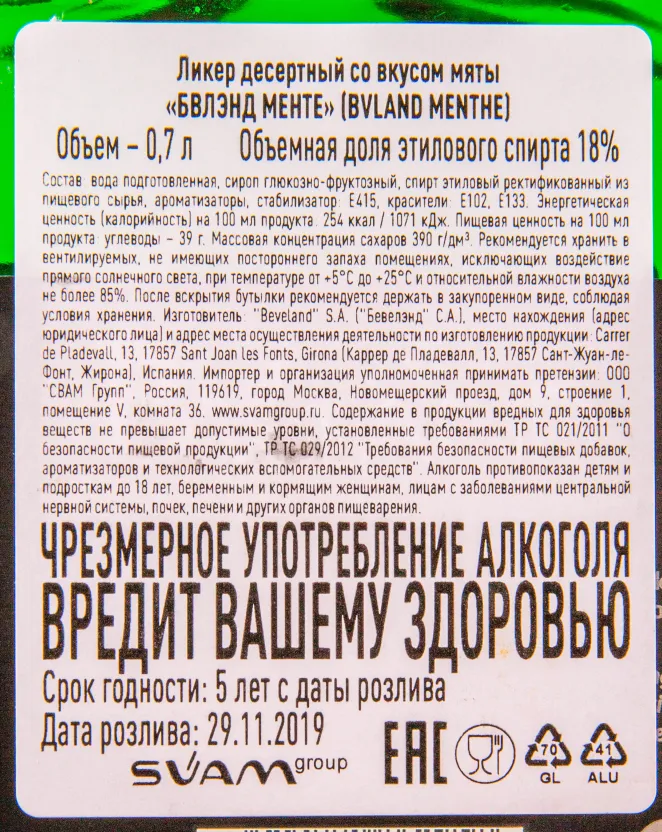 Ликер десертный со вкусом мяты
«БВЛЭНД МЕНТЕ» (BVLAND MENTHE)
Объем – 0,7 л Объемная доля этилового спирта 18%
Состав: вода подготовленная, сироп глюкозно-фруктозный, спирт этиловый ректификованный из
пищевого сырья, ароматизаторы, стабилизатор: Е415, красители: Е102, Е133. Энергетическая
ценность (калорийность) на 100 мл продукта: 254 ккал / 1071 кДж. Пищевая ценность на 100 мл
продукта: углеводы – 39 г. Массовая концентрация сахаров 390 г/дм³. Рекомендуется хранить в
вентилируемых, не имеющих постороннего запаха помещениях, исключающих воздействие
прямого солнечного света, при температуре от +5°С до +25°С и относительной влажности воздуха
не более 85%. После вскрытия бутылки рекомендуется держать в закупоренном виде, соблюдая
условия хранения. Изготовитель: "Beveland" S.A. ("Бевелэнд" С.А.), место нахождения (адрес
юридического лица) и адрес места осуществления деятельности по изготовлению продукции: Carrer
de Pladevall, 13, 17857 Sant Joan les Fonts, Girona (Каррер де Пладевалл, 13, 17857 Сант-Жуан-ле-
Фонт, Жирона), Испания. Импортер и организация уполномоченная принимать претензии: ООО
"СВАМ Групп", Россия, 119619, город Москва, Новомещерский проезд, дом 9, строение 1,
помещение V, комната 36. www.svamgroup.ru. Содержание в продукции вредных для здоровья
веществ не превышает допустимые уровни, установленные требованиями ТР ТС 021/2011 "О
безопасности пищевой продукции", ТР ТС 029/2012 "Требования безопасности пищевых добавок,
ароматизаторов и технологических вспомогательных средств". Алкоголь противопоказан детям и
подросткам до 18 лет, беременным и кормящим женщинам, лицам с заболеваниями центральной
нервной системы, почек, печени и других органов пищеварения.
ЧРЕЗМЕРНОЕ УПОТРЕБЛЕНИЕ АЛКОГОЛЯ
ВРЕДИТ ВАШЕМУ ЗДОРОВЬЮ
Срок годности: 5 лет с даты розлива
Дата розлива: 29.11.2019
SVAM group EAC 70 GL 41 ALU